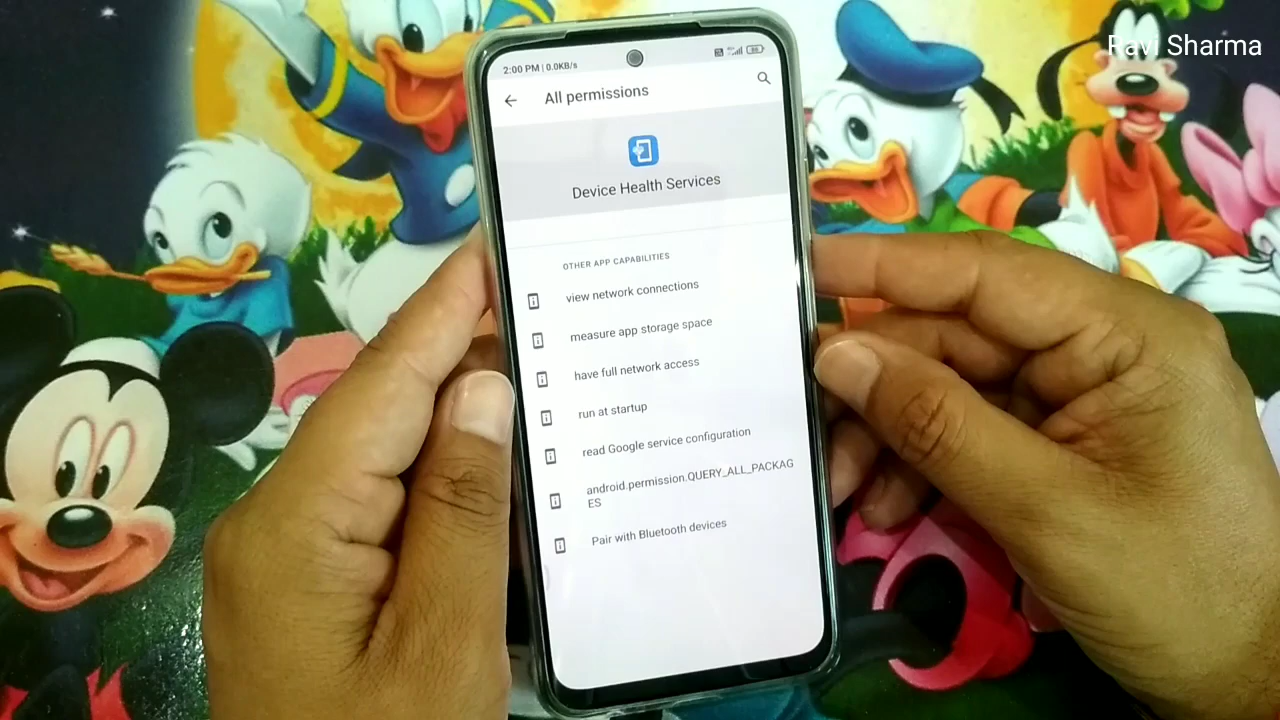 Ravi Sharma
2:00 PM | 0.0KB/s
All permissions
Device Health Services
OTHER APP CAPABILITIES
view network connections
measure app storage space
have full network access
run at startup
read Google service configuration
android.permission.QUERY_ALL_PACKAG
ES
Pair with Bluetooth devices